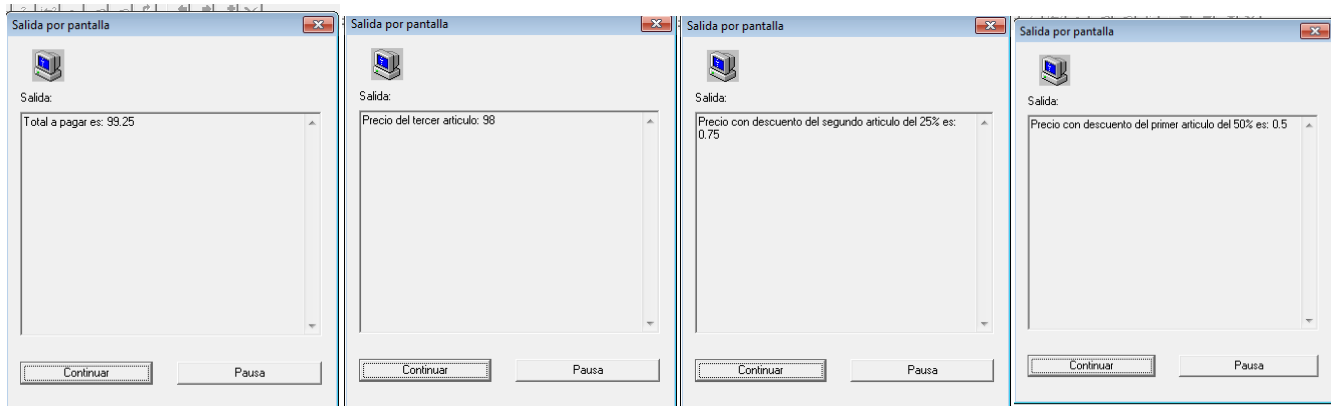 Salida por pantalla
Salida:
Total a pagar es: 99.25
Continuar Pausa
Salida por pantalla
Salida:
Precio del tercer articulo: 98
Continuar Pausa
Salida por pantalla
Salida:
Precio con descuento del segundo articulo del 25% es:
0.75
Continuar Pausa
Salida por pantalla
Salida:
Precio con descuento del primer articulo del 50% es: 0.5
Continuar Pausa